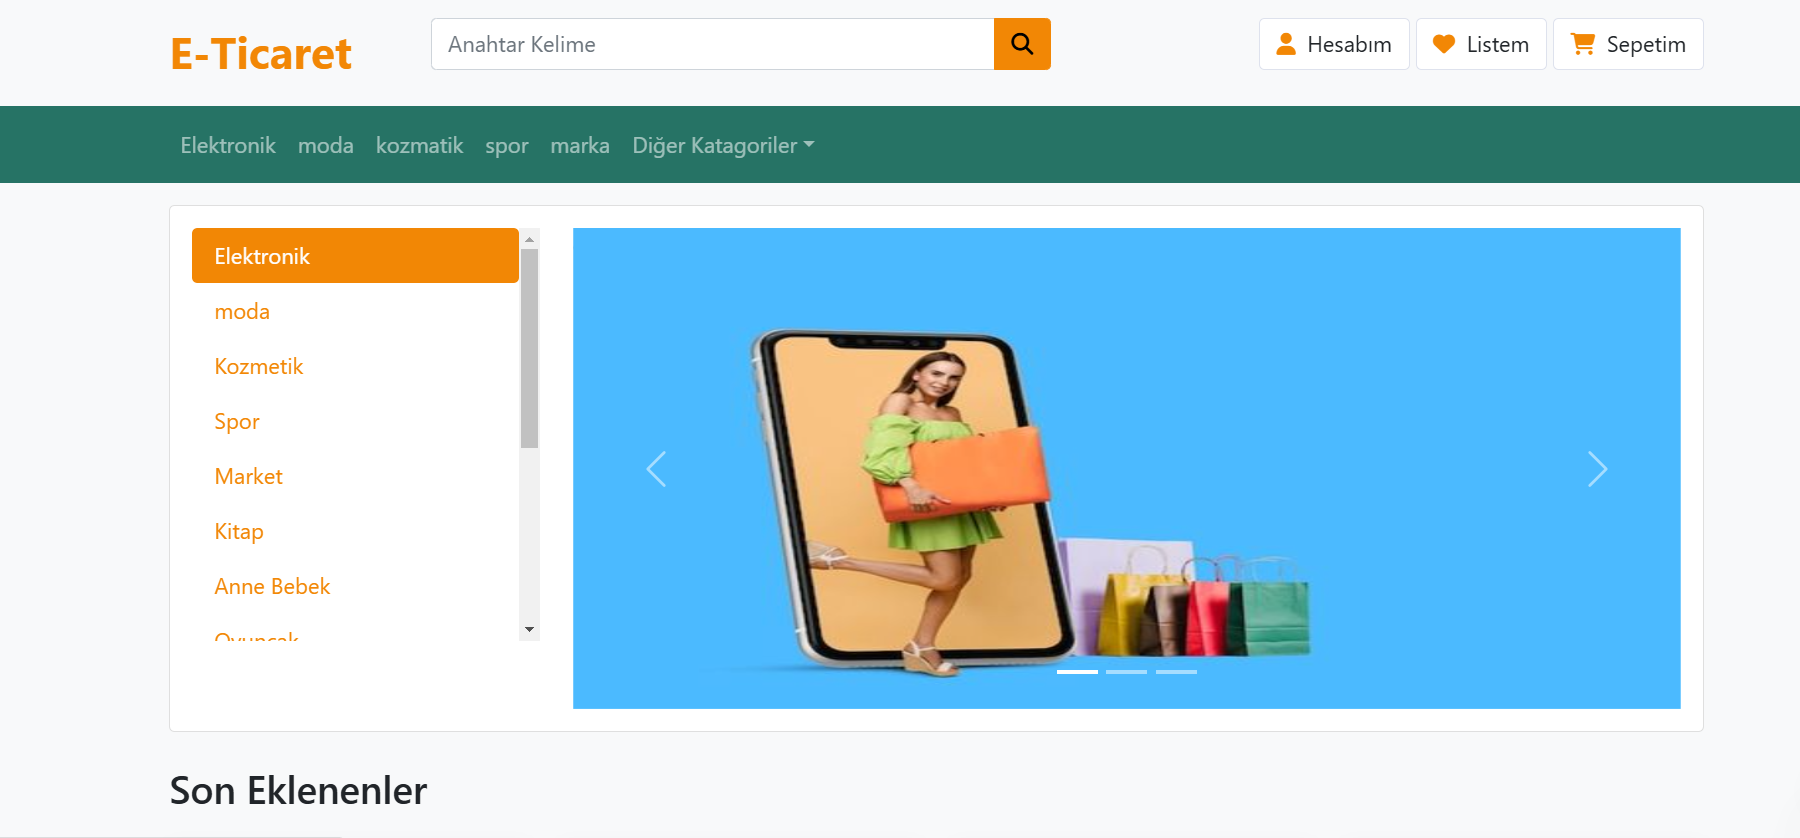 E-Ticaret
Anahtar Kelime
Hesabım
Listem
Sepetim
Elektronik moda kozmatik spor marka Diğer Katagoriler
Elektronik
moda
Kozmetik
Spor
Market
Kitap
Anne Bebek
Oyuncak
Son Eklenenler